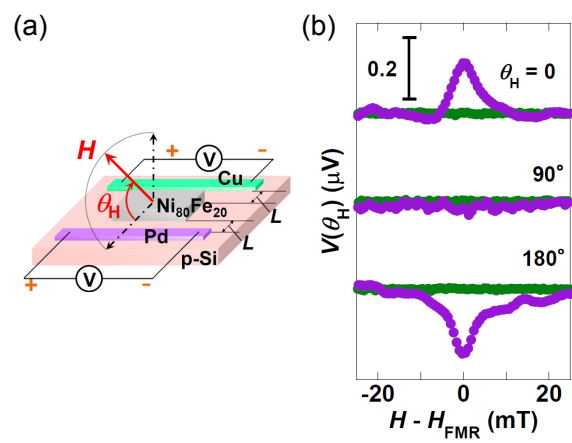 (a)
H
θH
+
V
-
Cu
Ni80Fe20
L
Pd
L
p-Si
V
+
-
(b)
V(θH) (μV)
0.2
θH = 0
90°
180°
-20 0 20
H - HFMR (mT)